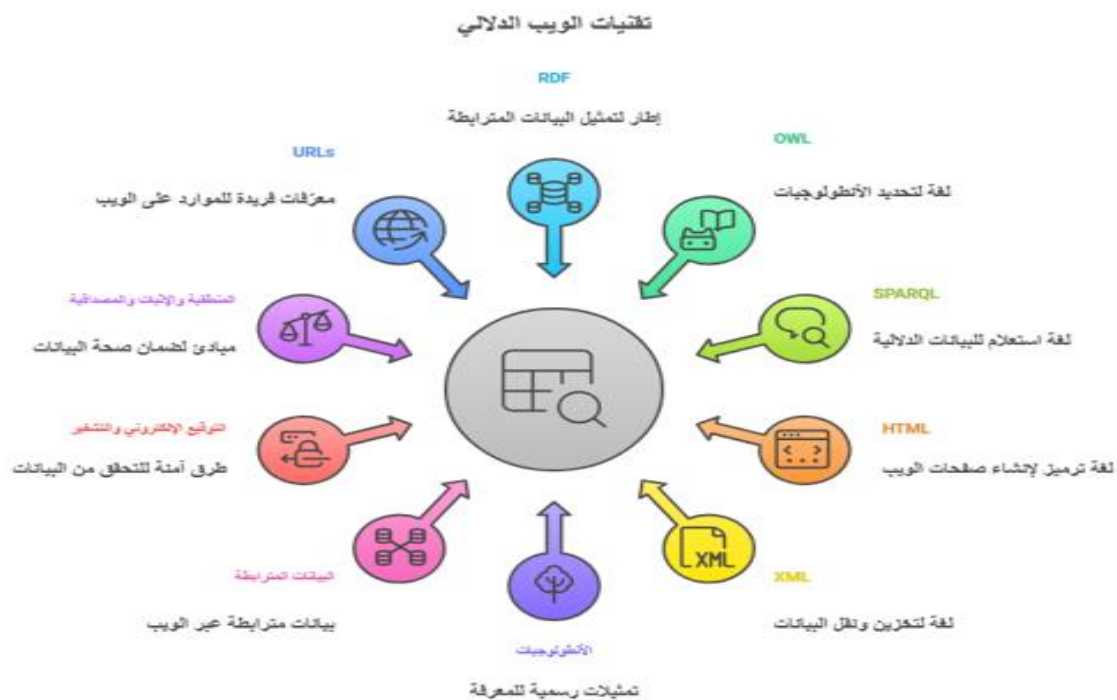 تقنيات الويب الدلالي
RDF
إطار لتمثيل البيانات المترابطة
OWL
لغة لتحديد الأنطولوجيات
SPARQL
لغة استعلام للبيانات الدلالية
HTML
لغة ترميز لإنشاء صفحات الويب
XML
XML
لغة لتخزين ونقل البيانات
الأنطولوجيات
تمثيلات رسمية للمعرفة
البيانات المترابطة
بيانات مترابطة عبر الويب
التوقيع الإلكتروني والتشفير
طرق آمنة للتحقق من البيانات
المنطقية والإثبات والمصداقية
مبادئ لضمان صحة البيانات
URLs
معرّفات فريدة للموارد على الويب